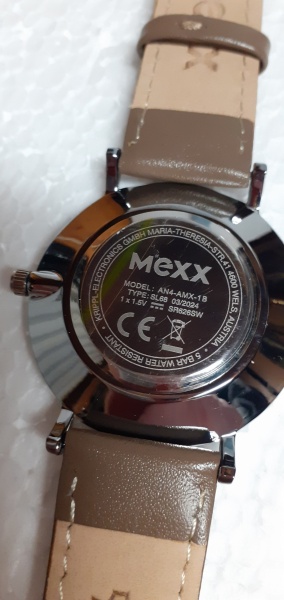 MEXX
MODEL: AN4-AMX-18
TYPE: SL68 03/2024
1 x 1.5V SR626SW
CE
• KRIPPL-ELECTRONICS GMBH MARIA-THERESIA-STR.41 4600 WELS, AUSTRIA
• 5 BAR WATER RESISTANT